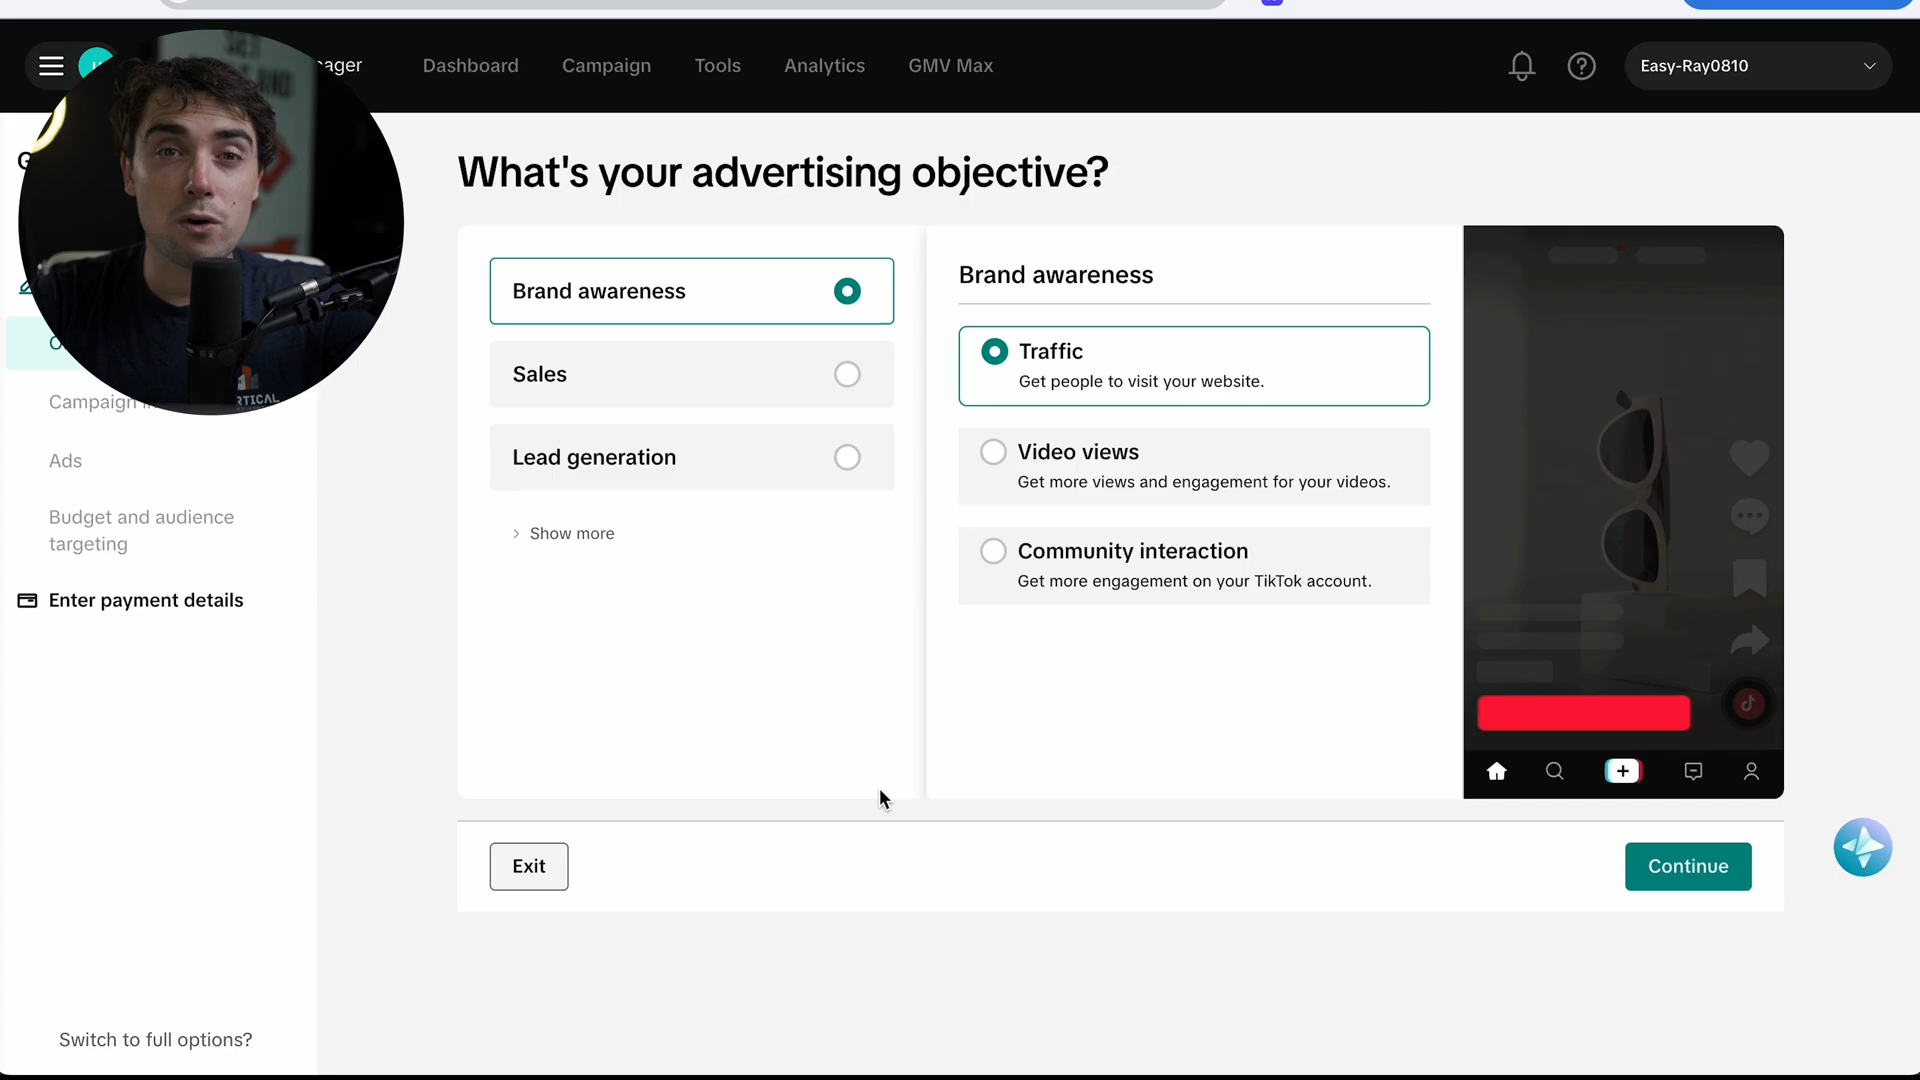 ager
Dashboard
Campaign
Tools
Analytics
GMV Max
Easy-Ray0810
What's your advertising objective?
Brand awareness
Sales
Lead generation
Show more
Brand awareness
Traffic
Get people to visit your website.
Video views
Get more views and engagement for your videos.
Community interaction
Get more engagement on your TikTok account.
Campaign
Ads
Budget and audience
targeting
Enter payment details
Exit
Continue
Switch to full options?
RTICAL